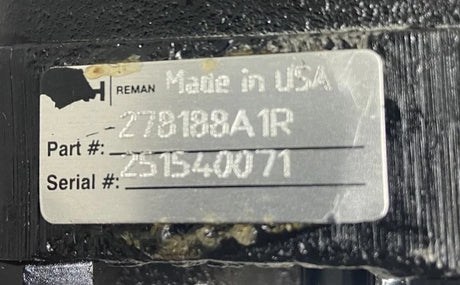 REMAN Made in USA
Part #: 278188A1R
Serial #: 251540071